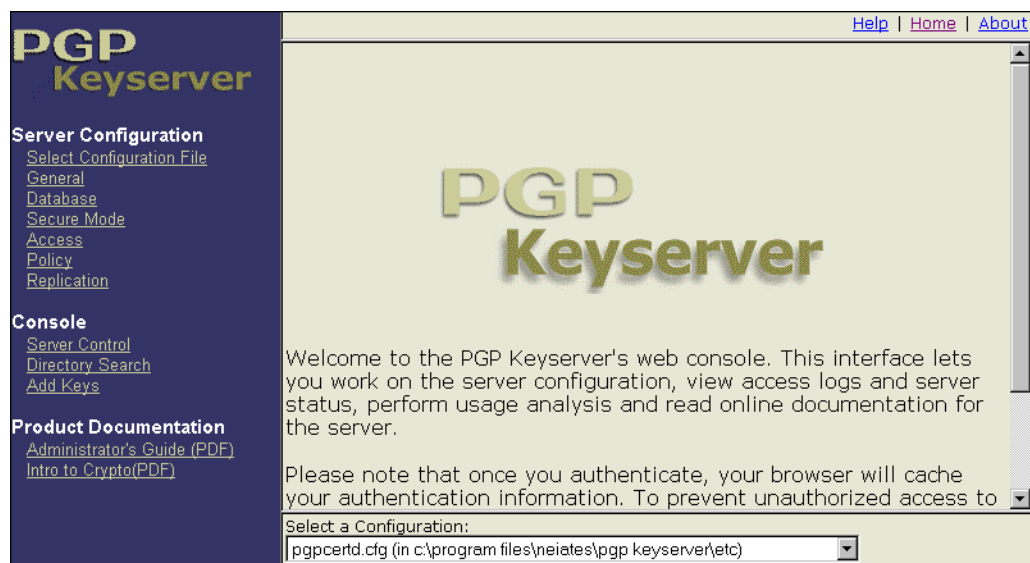 PGP
Keyserver
Help | Home | About
Server Configuration
Select Configuration File
General
Database
Secure Mode
Access
Policy
Replication
Console
Server Control
Directory Search
Add Keys
Product Documentation
Administrator's Guide (PDF)
Intro to Crypto(PDF)
PGP
Keyserver
Welcome to the PGP Keyserver's web console. This interface lets
you work on the server configuration, view access logs and server
status, perform usage analysis and read online documentation for
the server.
Please note that once you authenticate, your browser will cache
your authentication information. To prevent unauthorized access to
Select a Configuration:
pgpcertd.cfg (in c:\program files\neiates\pgp keyserver\etc)